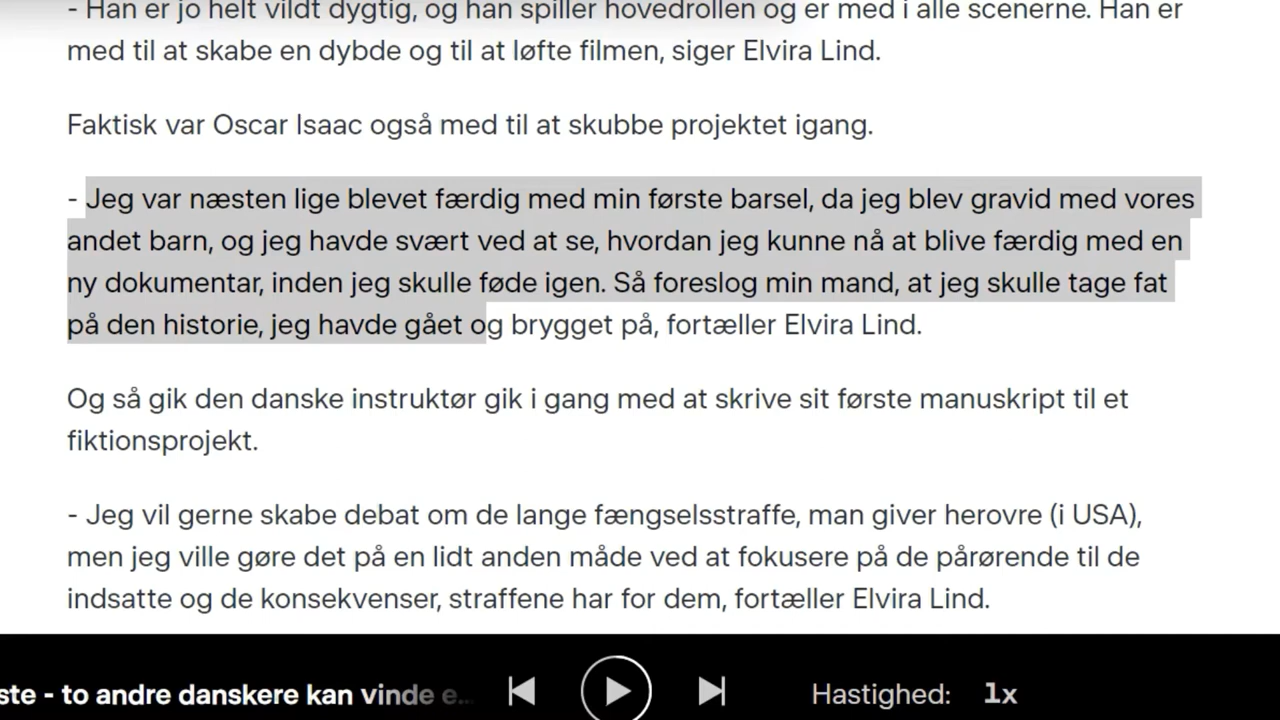 - Han er jo helt vildt dygtig, og han spiller hovedrollen og er med i alle scenerne. Han er
med til at skabe en dybde og til at løfte filmen, siger Elvira Lind.
Faktisk var Oscar Isaac også med til at skubbe projektet igang.
- Jeg var næsten lige blevet færdig med min første barsel, da jeg blev gravid med vores
andet barn, og jeg havde svært ved at se, hvordan jeg kunne nå at blive færdig med en
ny dokumentar, inden jeg skulle føde igen. Så foreslog min mand, at jeg skulle tage fat
på den historie, jeg havde gået og brygget på, fortæller Elvira Lind.
Og så gik den danske instruktør gik i gang med at skrive sit første manuskript til et
fiktionsprojekt.
- Jeg vil gerne skabe debat om de lange fængselsstraffe, man giver herovre (i USA),
men jeg ville gøre det på en lidt anden måde ved at fokusere på de pårørende til de
indsatte og de konsekvenser, straffene har for dem, fortæller Elvira Lind.
ste - to andre danskere kan vinde e... Hastighed: 1x